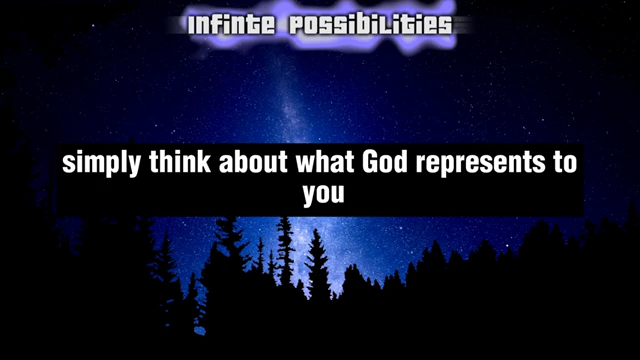 Infinte Possibilities
simply think about what God represents to
you